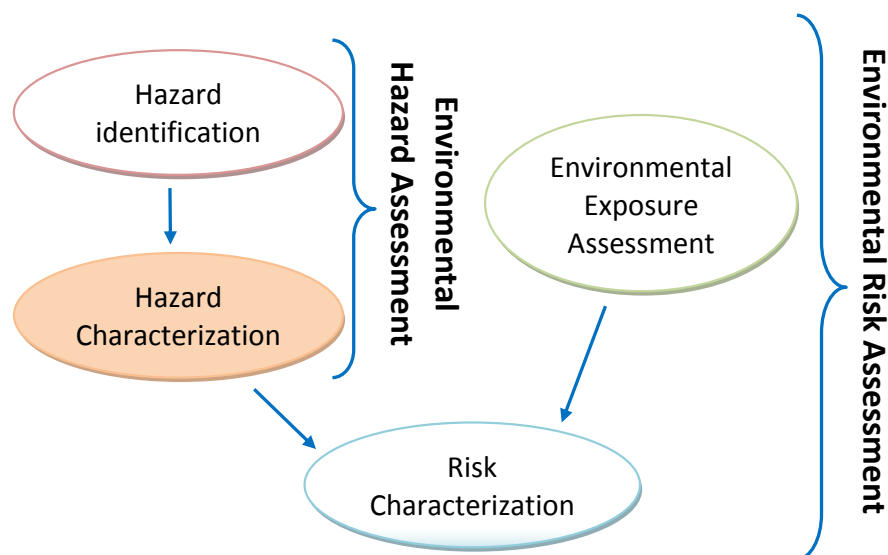 Hazard
identification
Hazard
Characterization
Environmental
Hazard Assessment
Environmental
Exposure
Assessment
Risk
Characterization
Environmental Risk Assessment